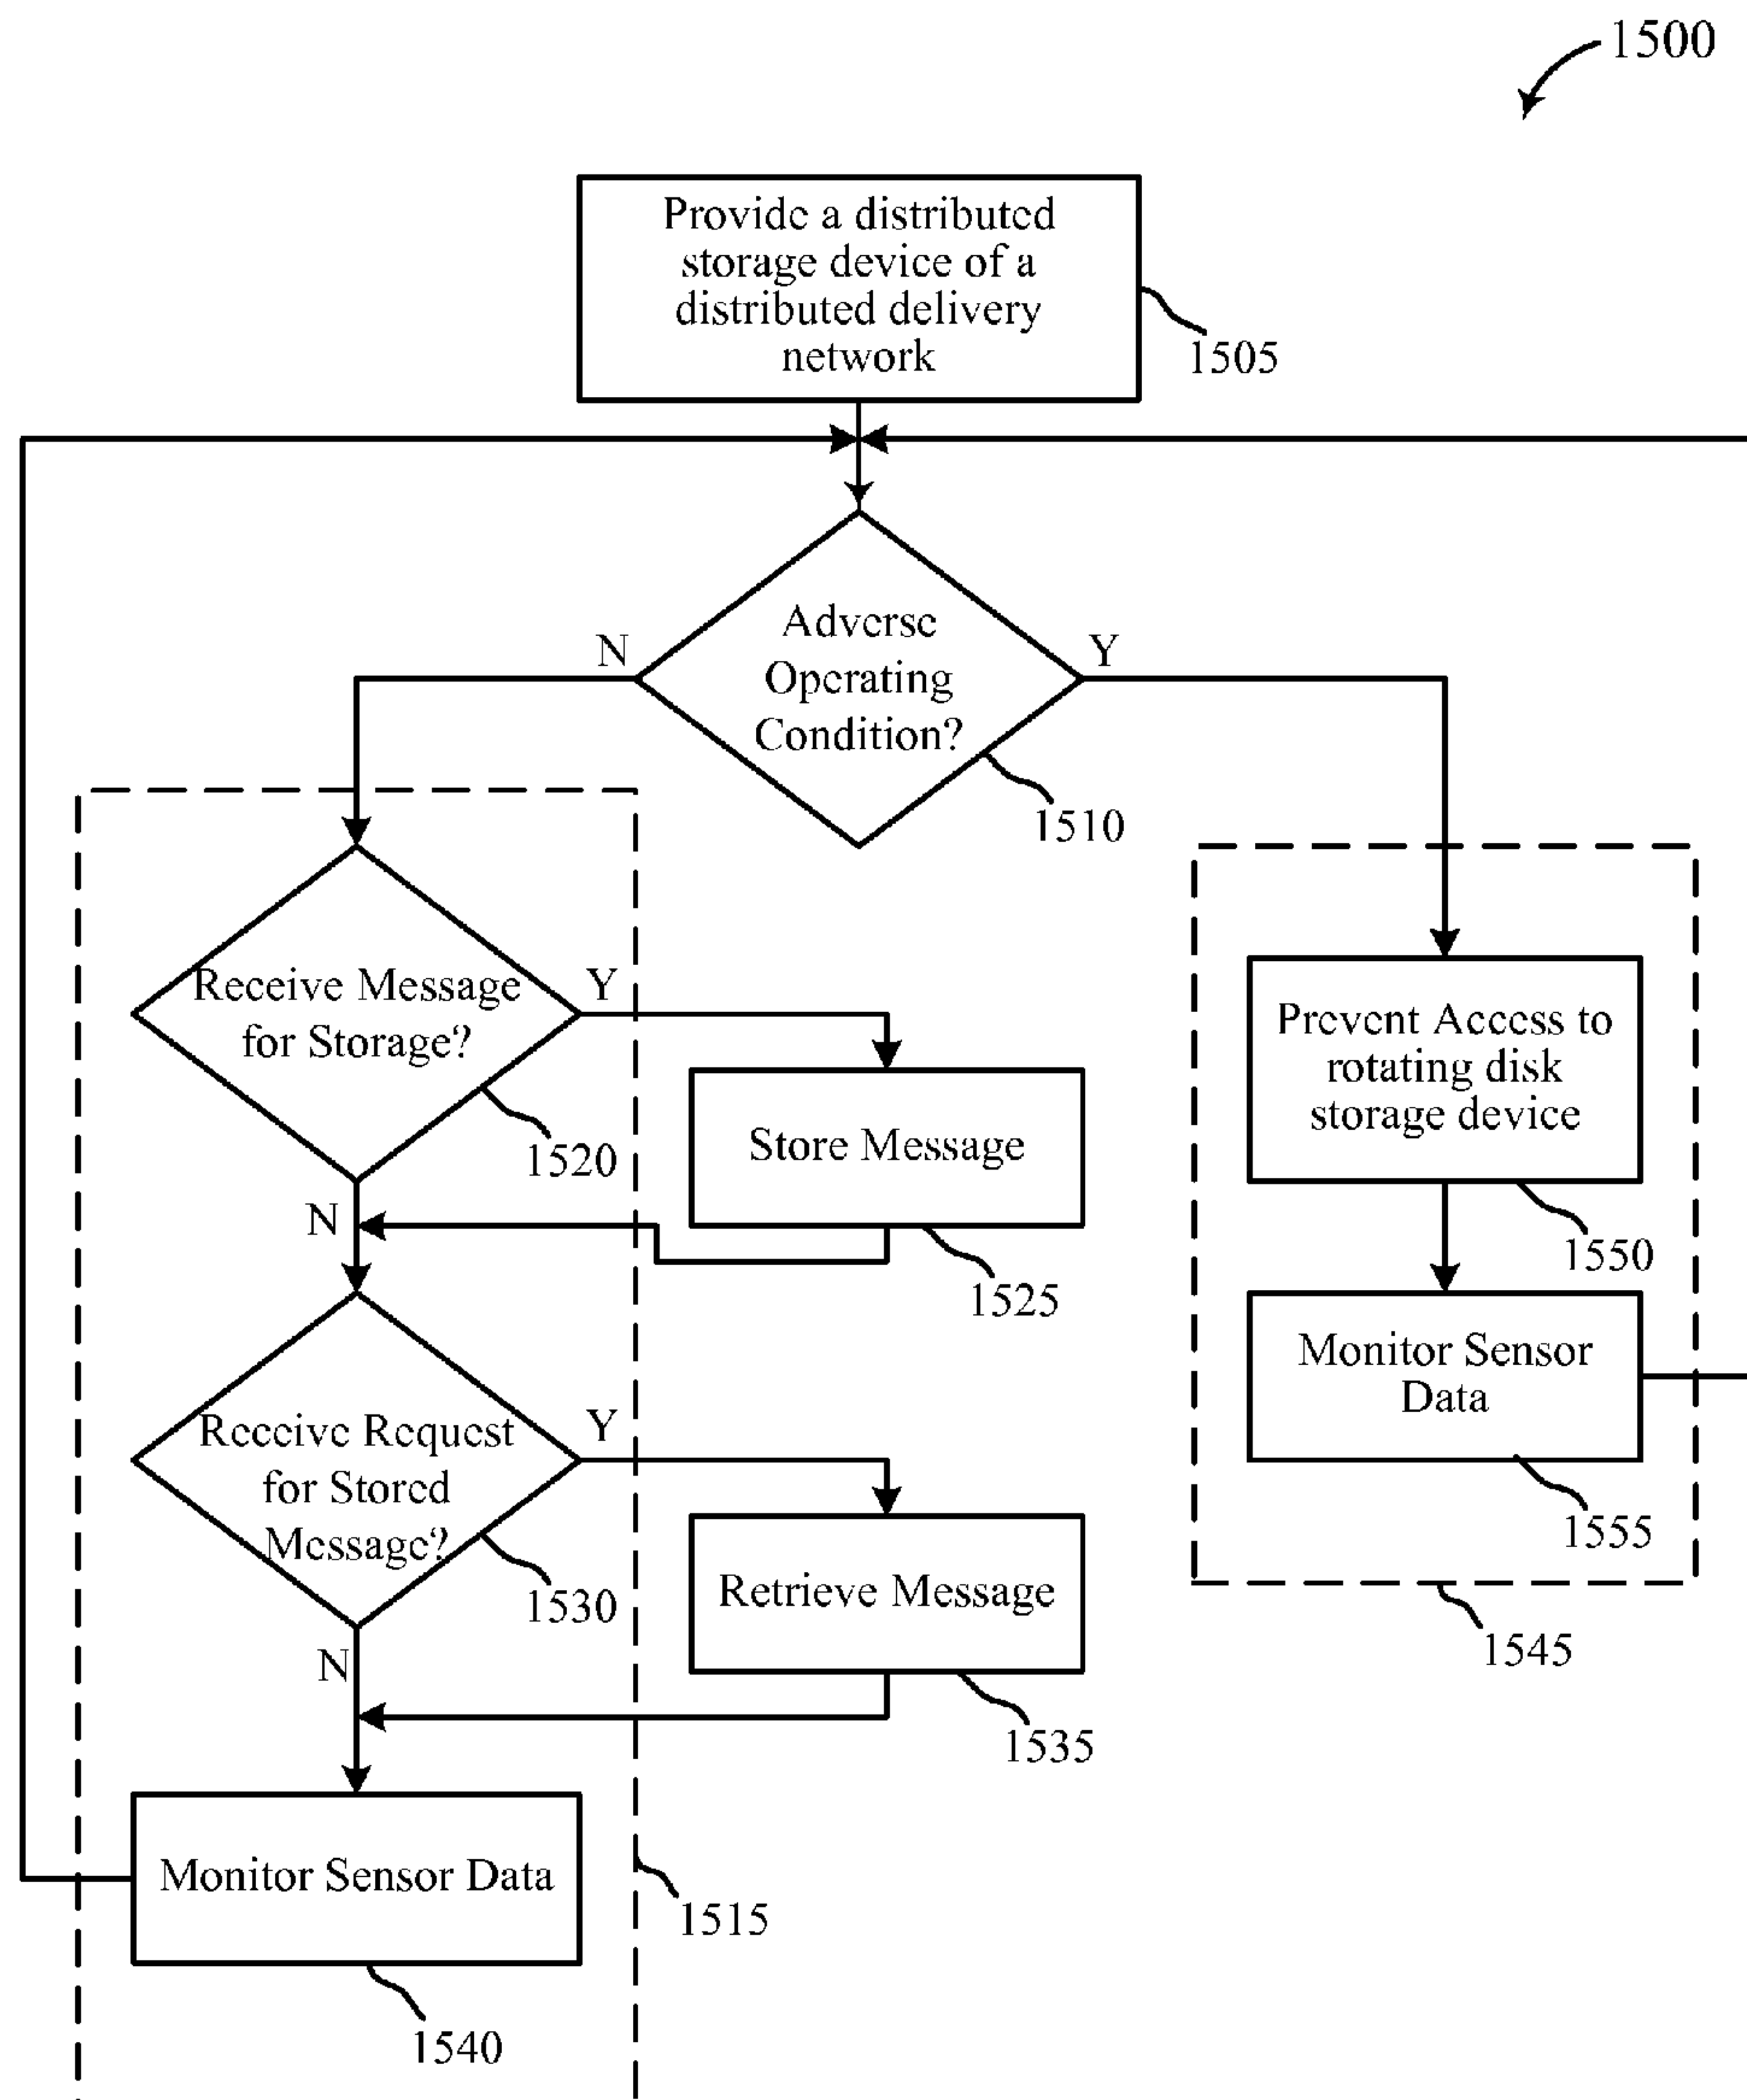 1500
Provide a distributed
storage device of a
distributed delivery
network
1505
Adverse
Operating
Condition?
N
Y
1510
Receive Message
for Storage?
Y
1520
N
Store Message
1525
Prevent Access to
rotating disk
storage device
1550
Monitor Sensor
Data
1555
1545
Receive Request
for Stored
Message?
Y
1530
N
Retrieve Message
1535
Monitor Sensor Data
1515
1540